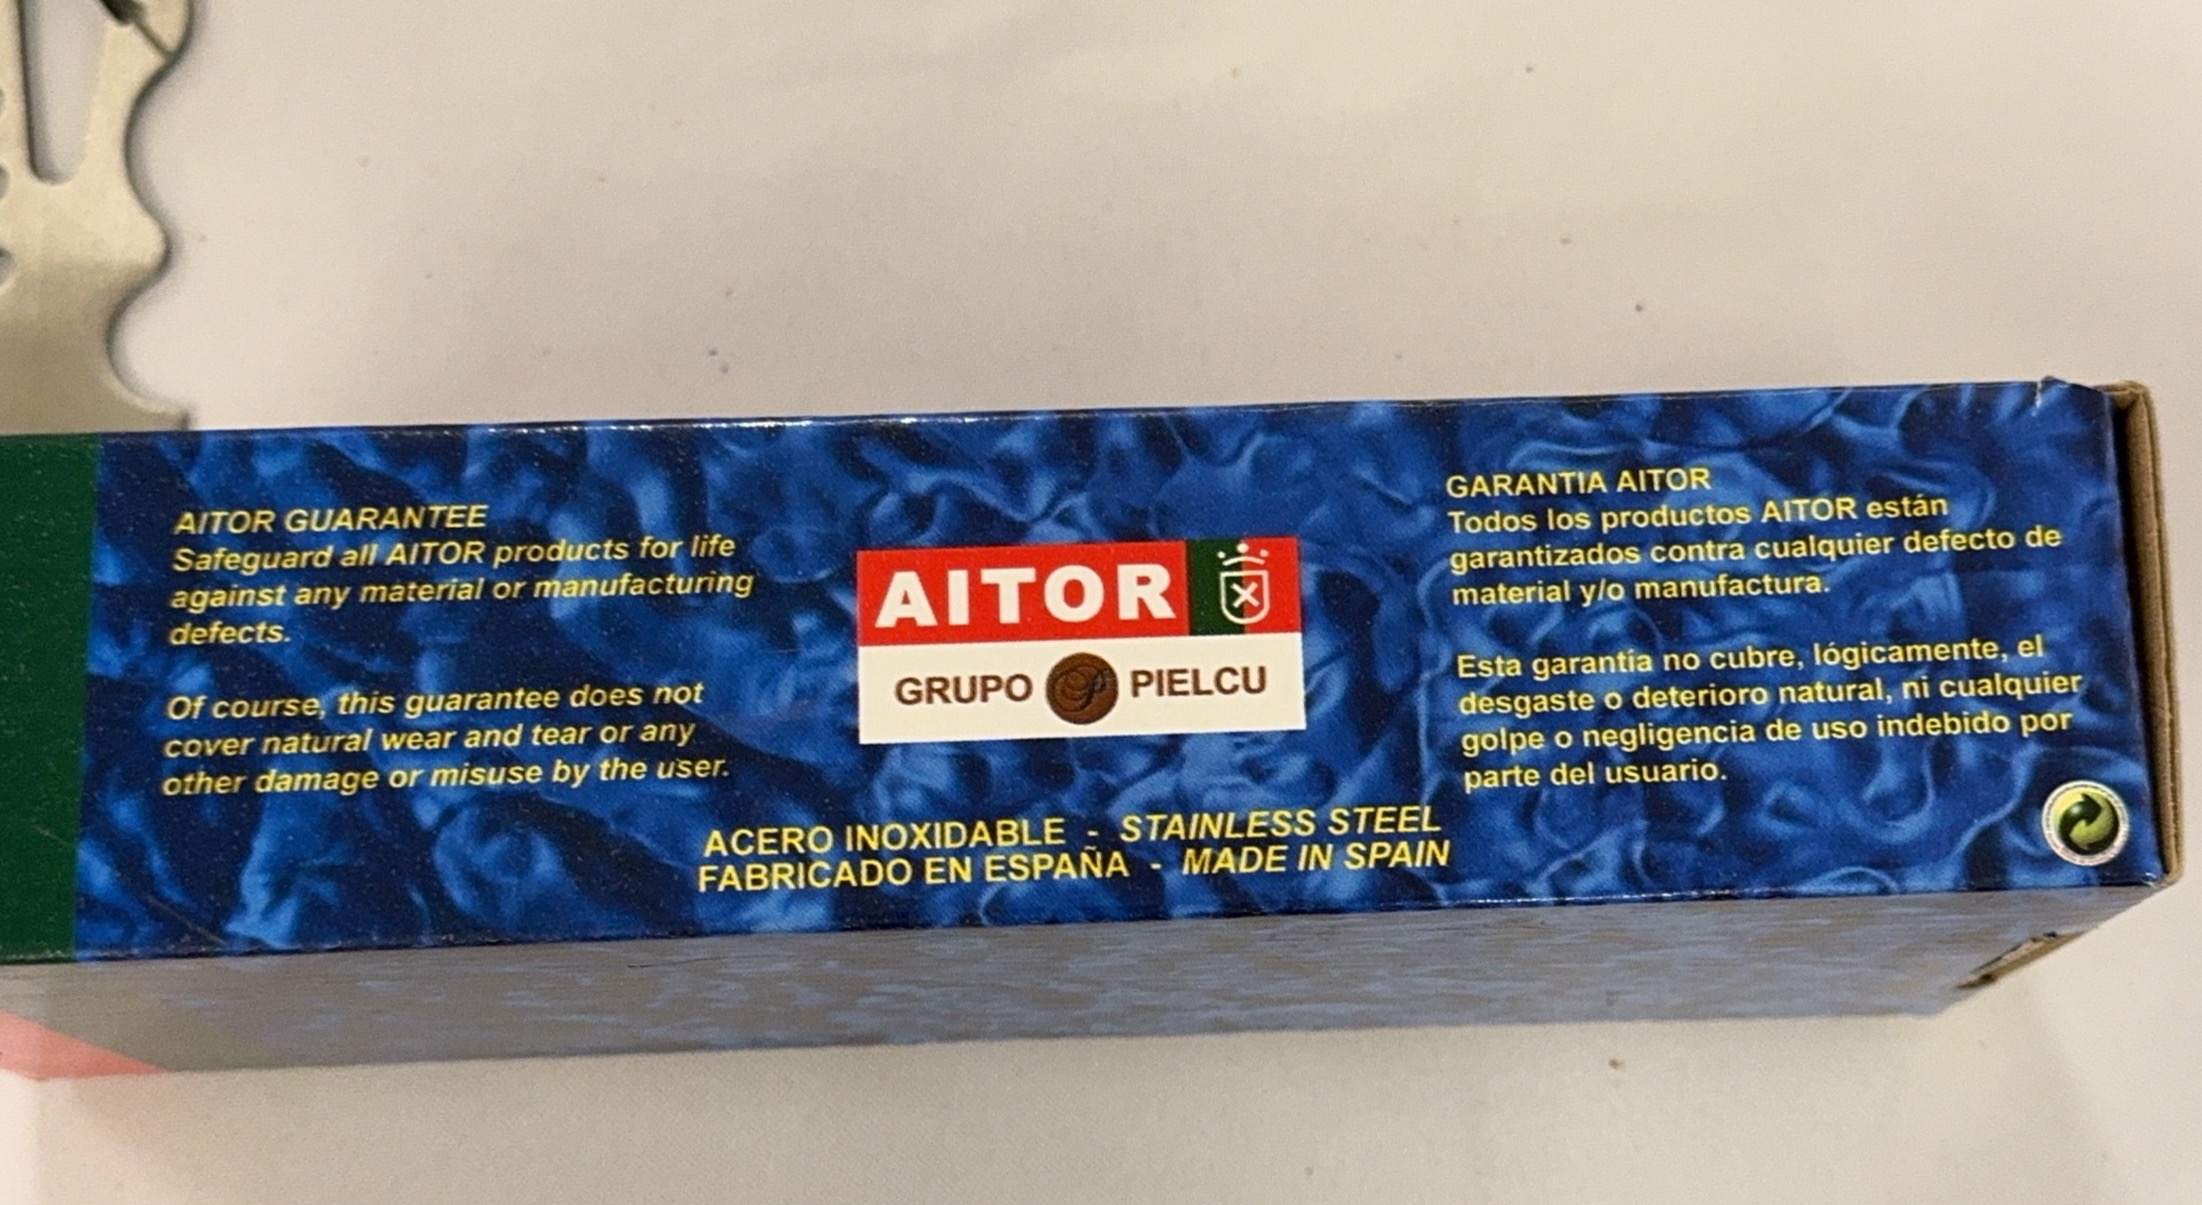 AITOR GUARANTEE
Safeguard all AITOR products for life
against any material or manufacturing
defects.
Of course, this guarantee does not
cover natural wear and tear or any
other damage or misuse by the user.
AITOR
GRUPO PIELCU
GARANTIA AITOR
Todos los productos AITOR están
garantizados contra cualquier defecto de
material y/o manufactura.
Esta garantía no cubre, lógicamente, el
desgaste o deterioro natural, ni cualquier
golpe o negligencia de uso indebido por
parte del usuario.
ACERO INOXIDABLE - STAINLESS STEEL
FABRICADO EN ESPAÑA - MADE IN SPAIN